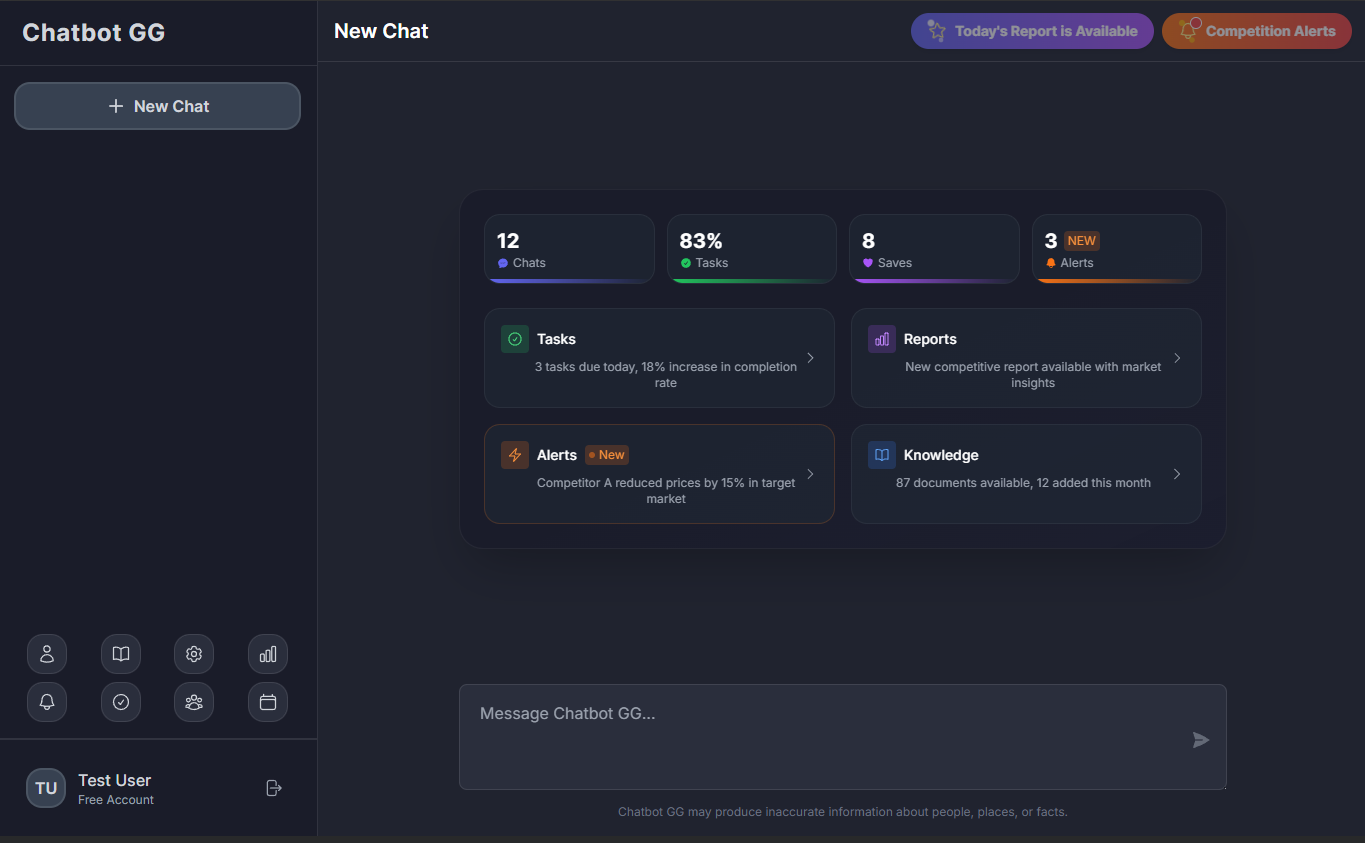 Chatbot GG
New Chat
New Chat
Today's Report is Available
Competition Alerts
12
Chats
83%
Tasks
8
Saves
3 NEW
Alerts
Tasks
3 tasks due today, 18% increase in completion
rate
Reports
New competitive report available with market
insights
Alerts New
Competitor A reduced prices by 15% in target
market
Knowledge
87 documents available, 12 added this month
Message Chatbot GG...
Chatbot GG may produce inaccurate information about people, places, or facts.
TU
Test User
Free Account